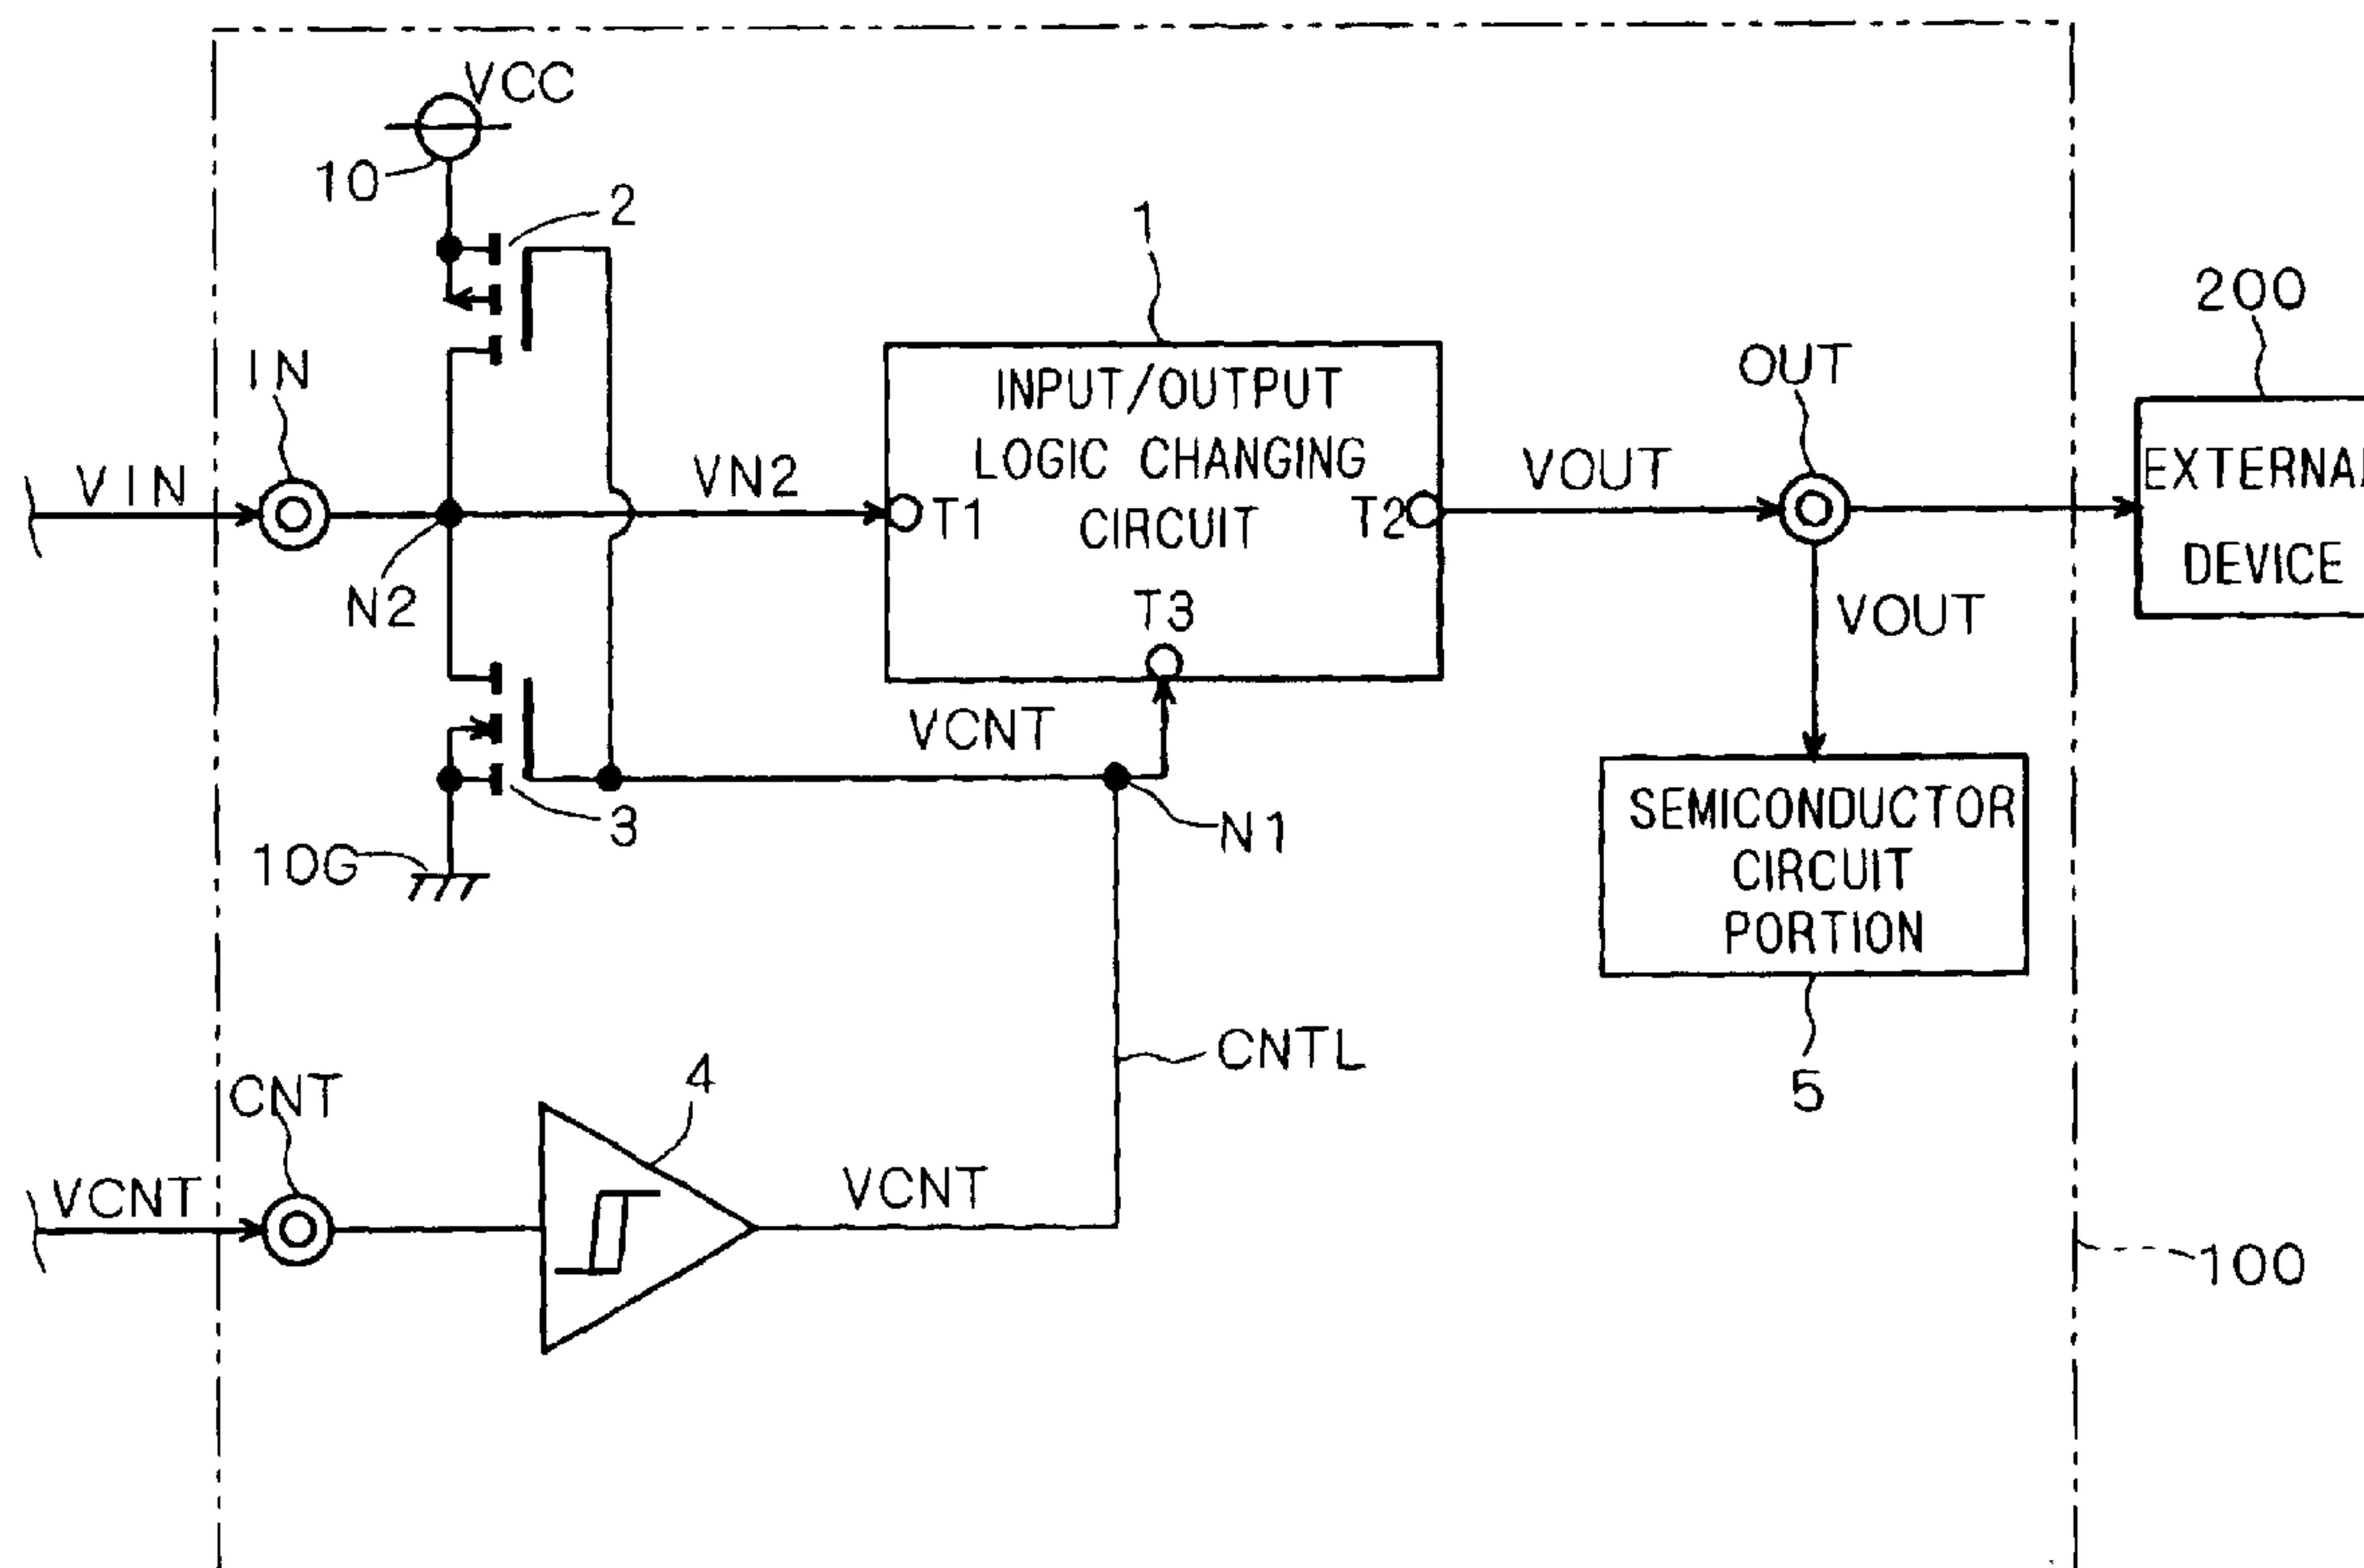 VCC
10
2
1
200
IN
INPUT/OUTPUT
LOGIC CHANGING
CIRCUIT
OUT
VIN
VN2
T1
T2
VOUT
EXTERNAL
DEVICE
N2
T3
VOUT
VCNT
3
N1
10G
SEMICONDUCTOR
CIRCUIT
PORTION
CNTL
5
CNT
4
VCNT
VCNT
100